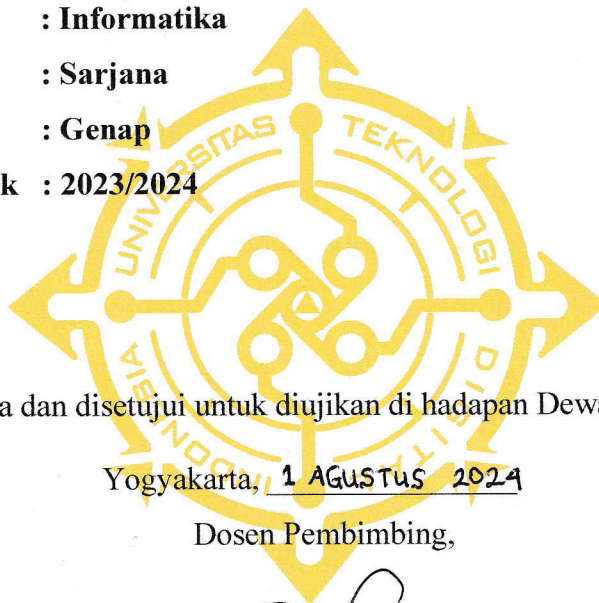 : Informatika
: Sarjana
: Genap
k : 2023/2024
UNIVERSITAS TEKNOLOGI DIGITAL INDONESIA
a dan disetujui untuk diujikan di hadapan Dewa
Yogyakarta, 1 AGUSTUS 2024
Dosen Pembimbing,